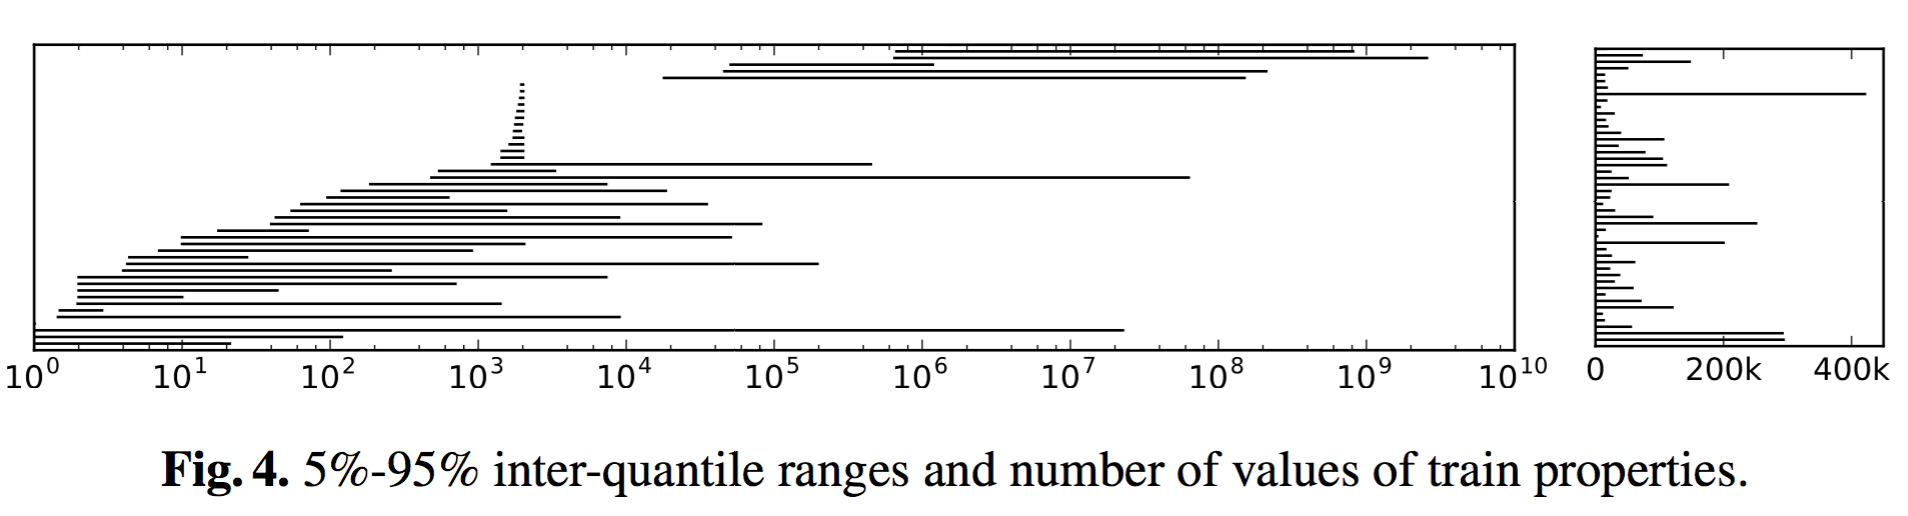 10^0 10^1 10^2 10^3 10^4 10^5 10^6 10^7 10^8 10^9 10^10 0 200k 400k
Fig. 4. 5%-95% inter-quantile ranges and number of values of train properties.